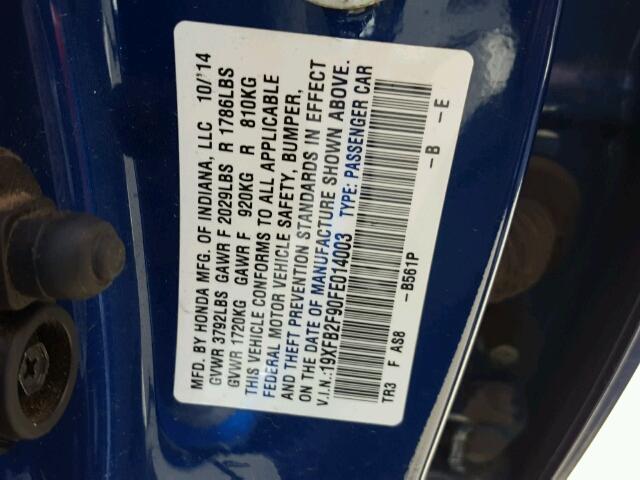 MFD. BY HONDA MFG. OF INDIANA, LLC 10/'14
GVWR 3792LBS GAWR F 2029LBS R 1786LBS
GVWR 1720KG GAWR F 920KG R 810KG
THIS VEHICLE CONFORMS TO ALL APPLICABLE
FEDERAL MOTOR VEHICLE SAFETY, BUMPER,
AND THEFT PREVENTION STANDARDS IN EFFECT
ON THE DATE OF MANUFACTURE SHOWN ABOVE.
V.I.N.:19XFB2F90FE014003 TYPE: PASSENGER CAR
-B561P -B -E
TR3 F AS8